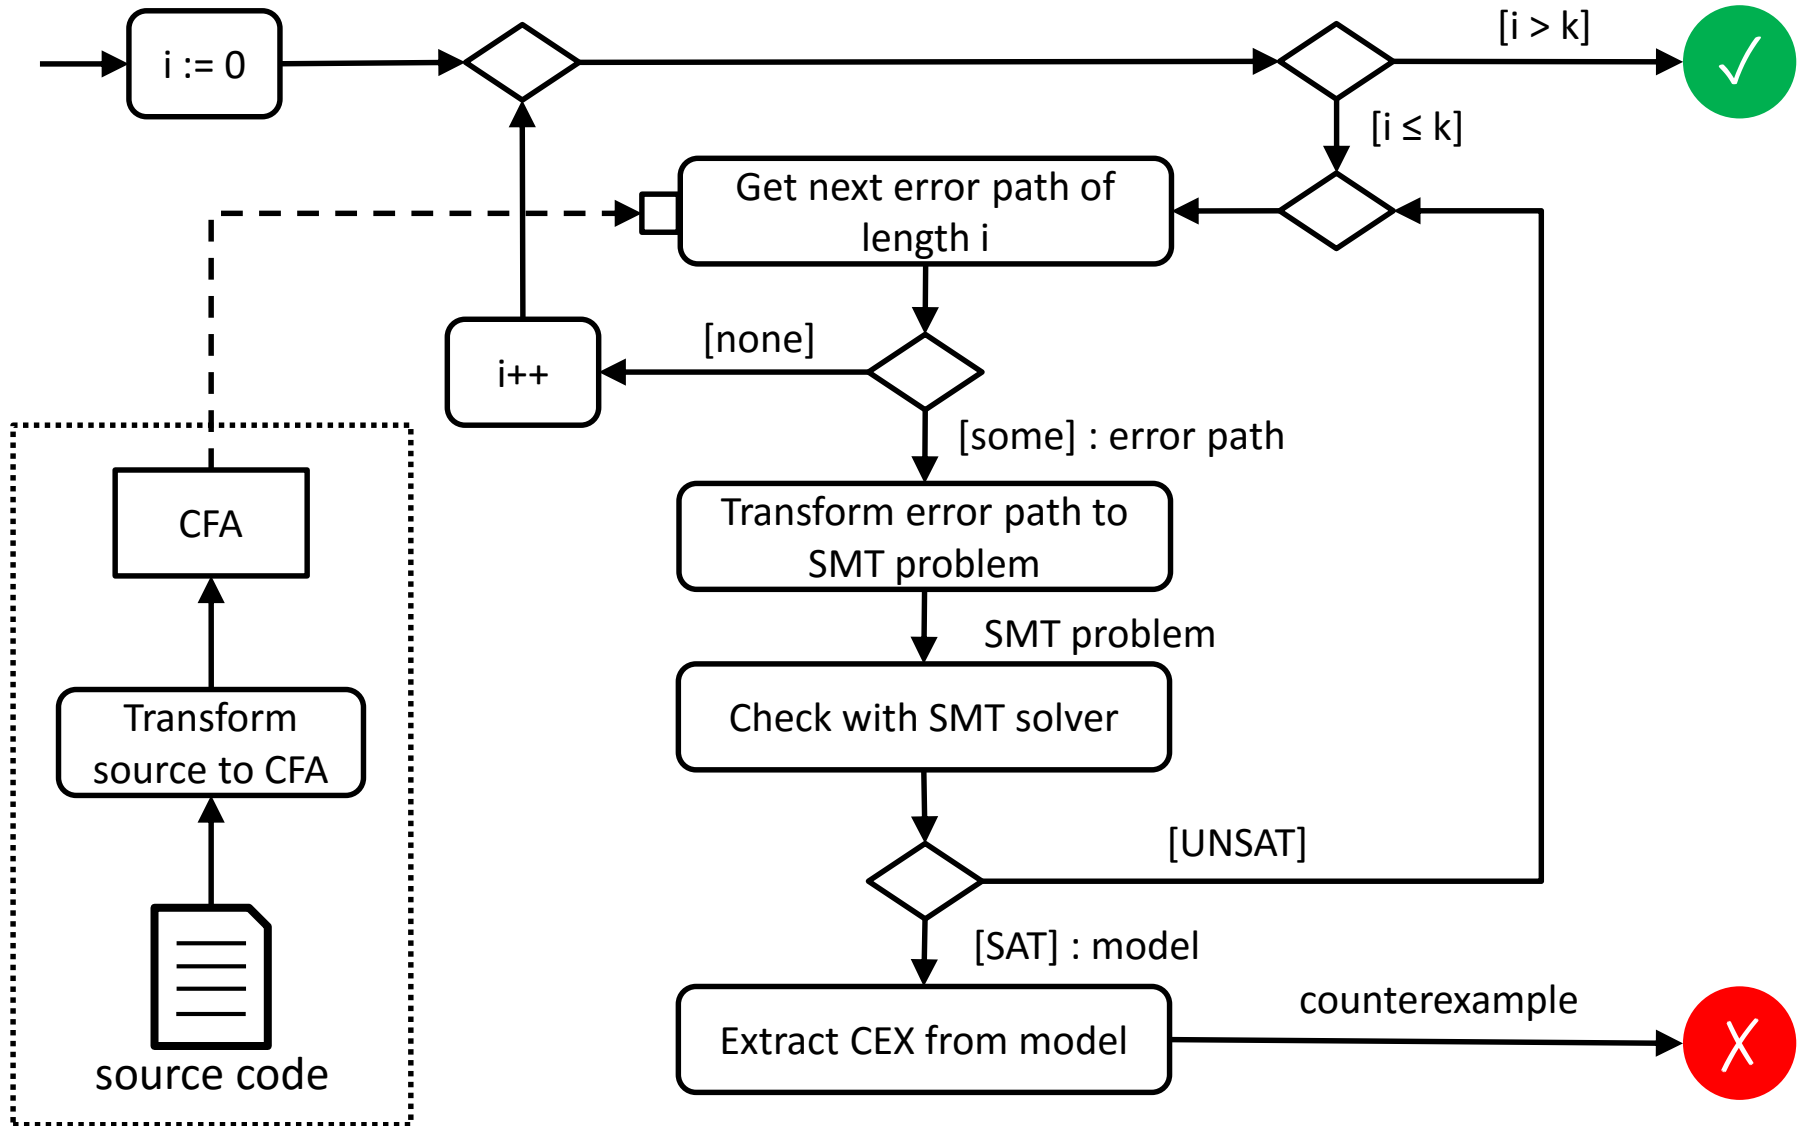 i := 0
[i > k]
✓
[i ≤ k]
Get next error path of
length i
[none]
i++
[some] : error path
CFA
Transform error path to
SMT problem
SMT problem
Transform
source to CFA
Check with SMT solver
[UNSAT]
[SAT] : model
source code
Extract CEX from model
counterexample
✗